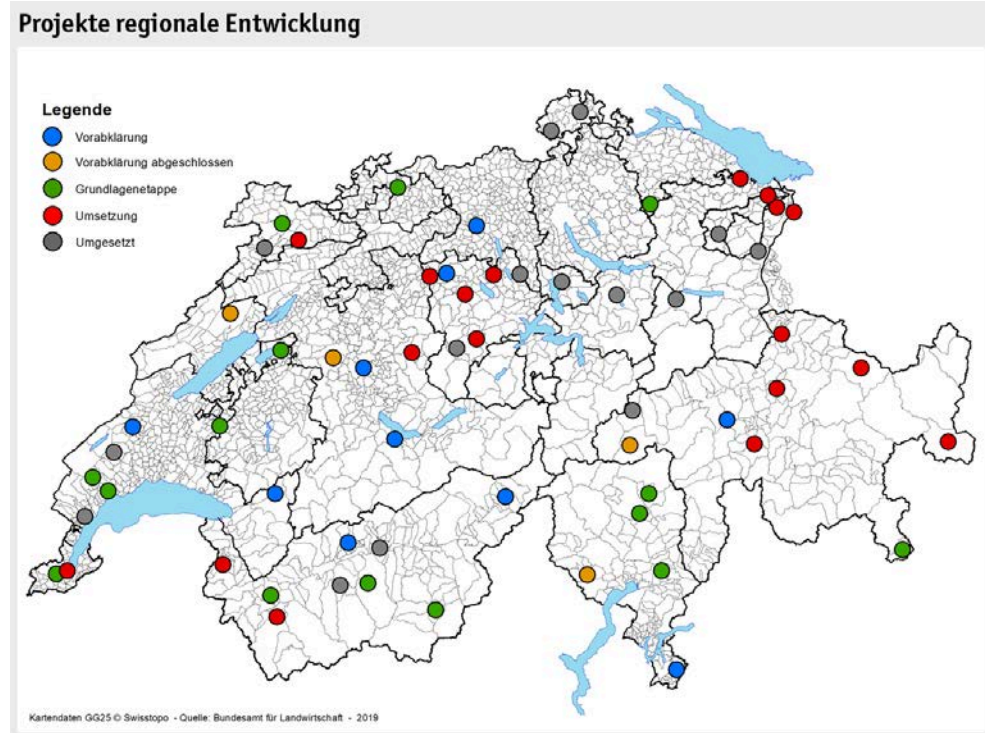 Projekte regionale Entwicklung
Legende
Vorabklärung
Vorabklärung abgeschlossen
Grundlagenetappe
Umsetzung
Umgesetzt
Kartendaten GG25 © Swisstopo - Quelle: Bundesamt für Landwirtschaft - 2019